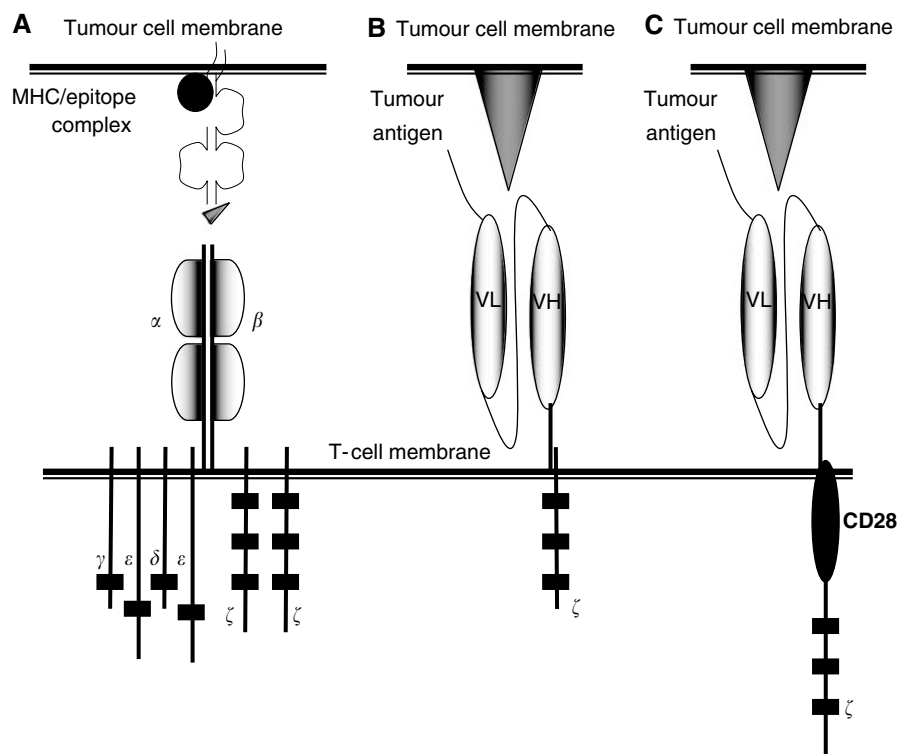 A
Tumour cell membrane
MHC/epitope
complex
α
β
γ
ε
δ
ε
ζ
ζ
B
Tumour cell membrane
Tumour
antigen
VL
VH
T-cell membrane
ζ
C
Tumour cell membrane
Tumour
antigen
VL
VH
CD28
ζ